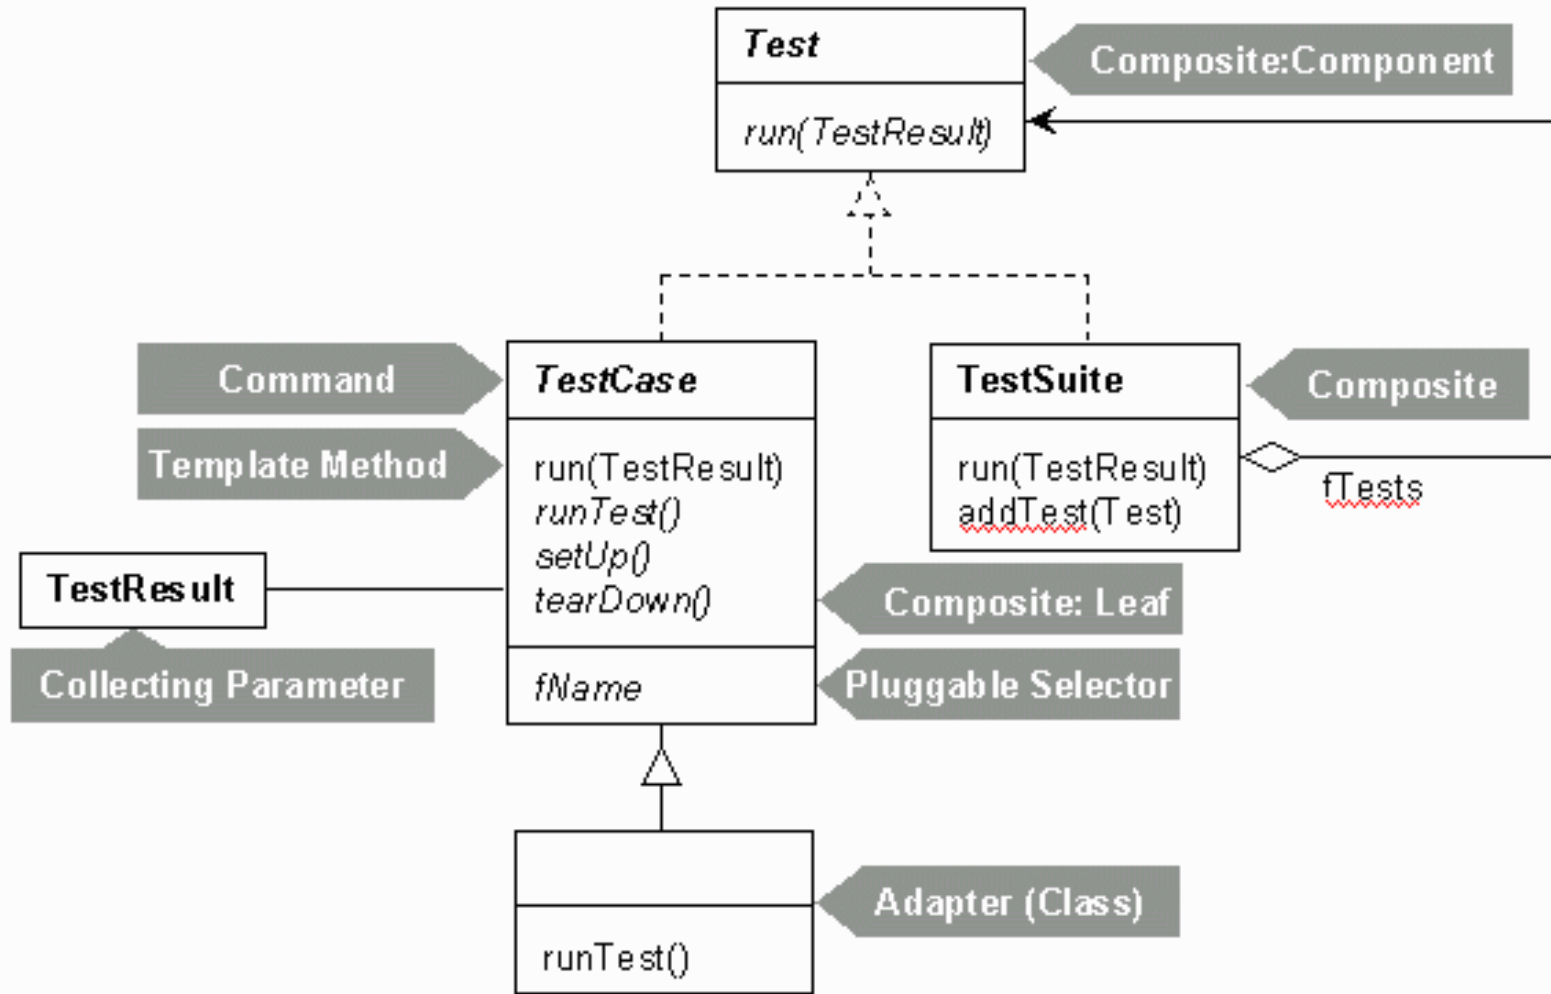 Test
Composite:Component
run(TestResult)
Command
TestCase
TestSuite
Composite
Template Method
run(TestResult)
runTest()
setUp()
tearDown()
run(TestResult)
addTest(Test)
fTests
TestResult
Composite: Leaf
Collecting Parameter
fName
Pluggable Selector
Adapter (Class)
runTest()